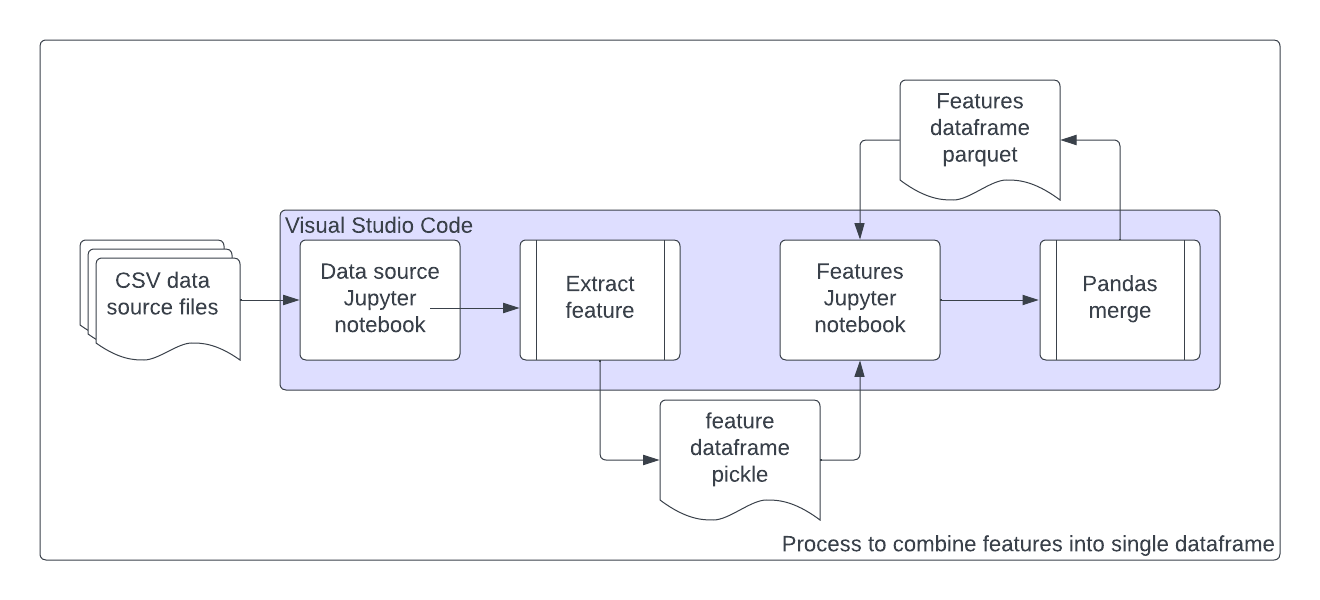 Features
dataframe
parquet
Visual Studio Code
CSV data
source files
Data source
Jupyter
notebook
Extract
feature
Features
Jupyter
notebook
Pandas
merge
feature
dataframe
pickle
Process to combine features into single dataframe